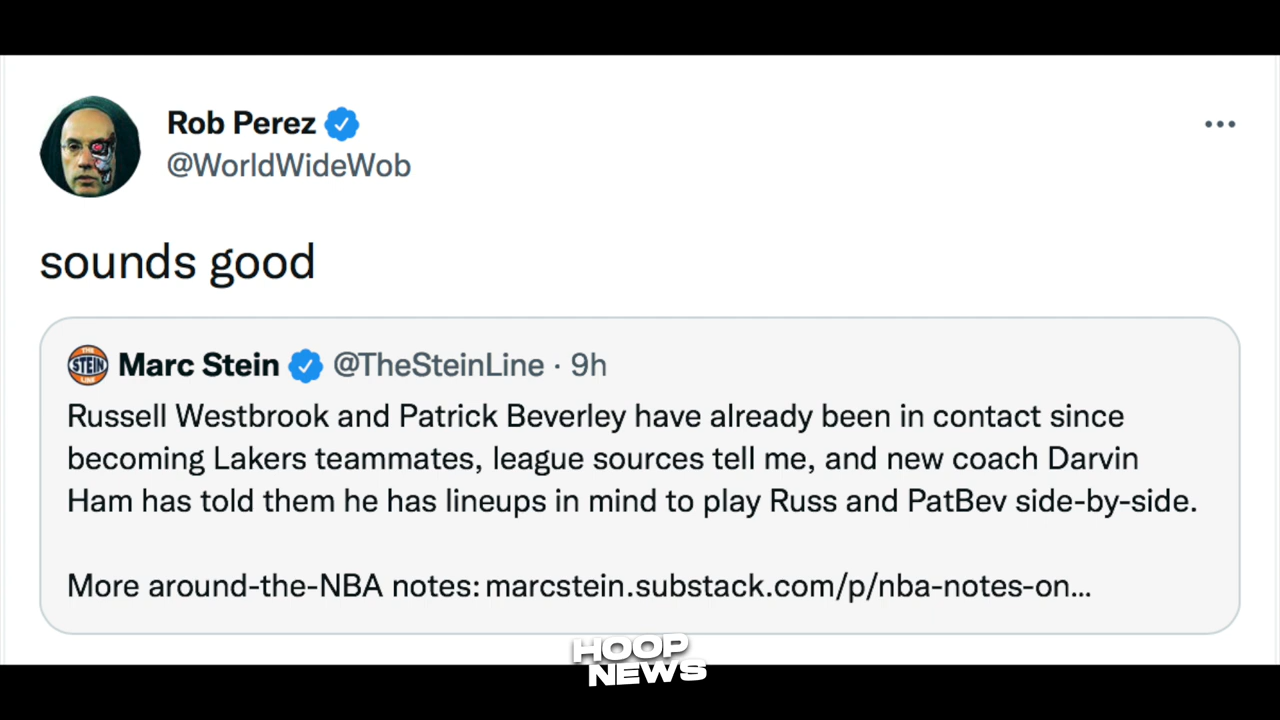 Rob Perez
@WorldWideWob
sounds good
THE STEIN LINE
Marc Stein @TheSteinLine · 9h
Russell Westbrook and Patrick Beverley have already been in contact since
becoming Lakers teammates, league sources tell me, and new coach Darvin
Ham has told them he has lineups in mind to play Russ and PatBev side-by-side.
More around-the-NBA notes: marcstein.substack.com/p/nba-notes-on...
HOOP
NEWS